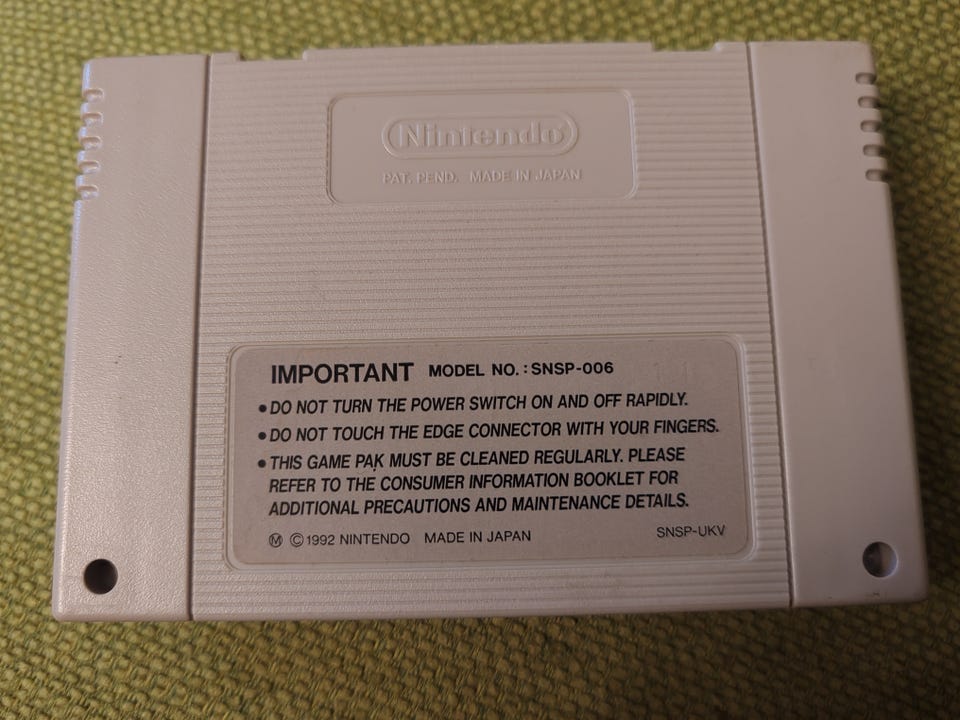 Nintendo®
PAT. PEND. MADE IN JAPAN
IMPORTANT MODEL NO. : SNSP-006
• DO NOT TURN THE POWER SWITCH ON AND OFF RAPIDLY.
• DO NOT TOUCH THE EDGE CONNECTOR WITH YOUR FINGERS.
• THIS GAME PAK MUST BE CLEANED REGULARLY. PLEASE
REFER TO THE CONSUMER INFORMATION BOOKLET FOR
ADDITIONAL PRECAUTIONS AND MAINTENANCE DETAILS.
Ⓜ © 1992 NINTENDO MADE IN JAPAN SNSP-UKV